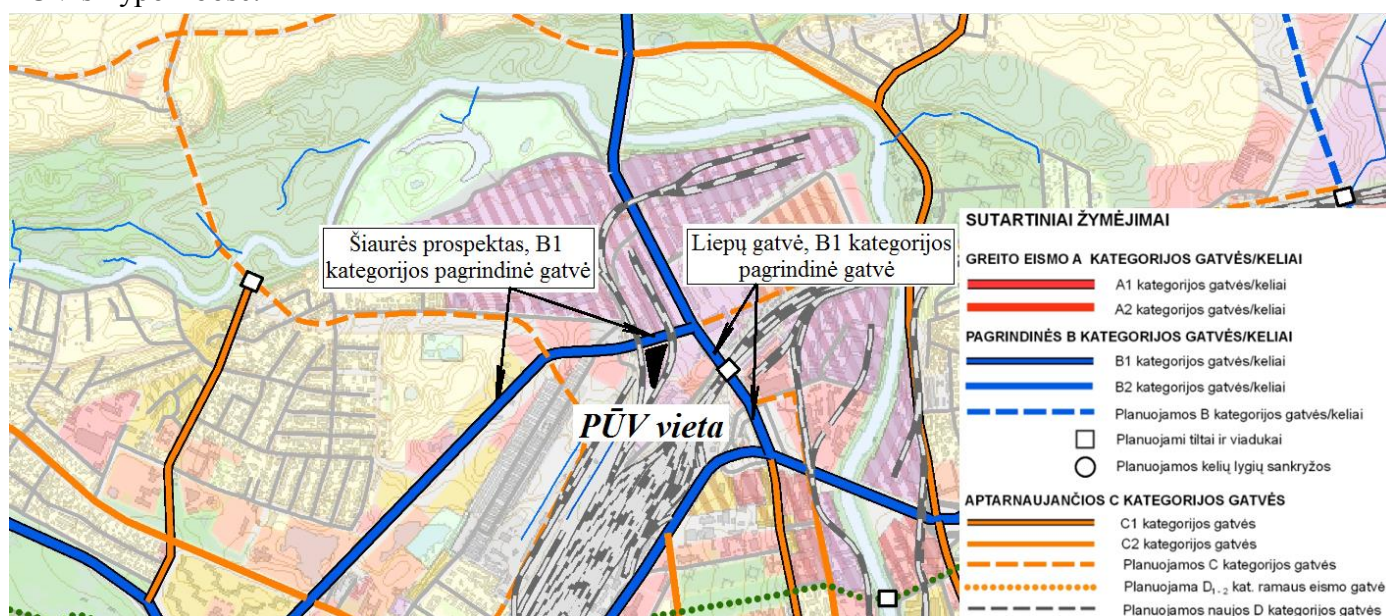 Šiaurės prospektas, B1
kategorijos pagrindinė gatvė
Liepų gatvė, B1 kategorijos
pagrindinė gatvė
PŪV vieta
SUTARTINIAI ŽYMĖJIMAI
GREITO EISMO A KATEGORIJOS GATVĖS/KELIAI
A1 kategorijos gatvės/keliai
A2 kategorijos gatvės/keliai
PAGRINDINĖS B KATEGORIJOS GATVĖS/KELIAI
B1 kategorijos gatvės/keliai
B2 kategorijos gatvės/keliai
Planuojamos B kategorijos gatvės/keliai
Planuojami tiltai ir viadukai
Planuojamos kelių lygių sankryžos
APTARNAUJANČIOS C KATEGORIJOS GATVĖS
C1 kategorijos gatvės
C2 kategorijos gatvės
Planuojamos C kategorijos gatvės
Planuojama D₁₋₂ kat. ramaus eismo gatvė
Planuojamos naujos D kategorijos gatvės